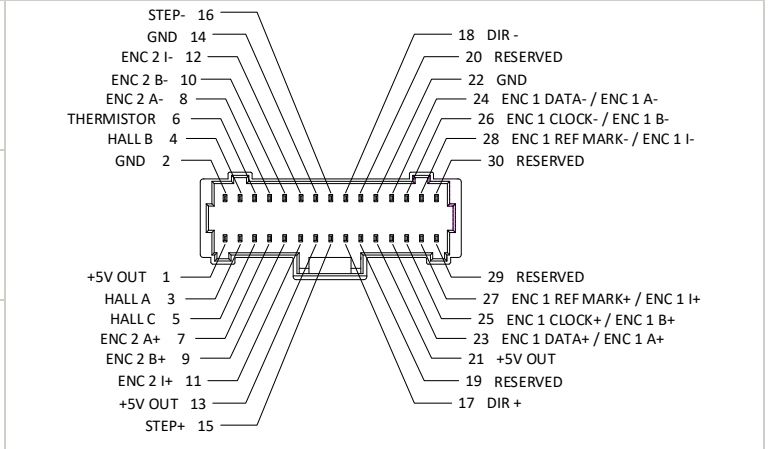 STEP- 16
GND 14
ENC 2 I- 12
ENC 2 B- 10
ENC 2 A- 8
THERMISTOR 6
HALL B 4
GND 2
18 DIR -
20 RESERVED
22 GND
24 ENC 1 DATA- / ENC 1 A-
26 ENC 1 CLOCK- / ENC 1 B-
28 ENC 1 REF MARK- / ENC 1 I-
30 RESERVED
+5V OUT 1
HALL A 3
HALL C 5
ENC 2 A+ 7
ENC 2 B+ 9
ENC 2 I+ 11
+5V OUT 13
STEP+ 15
29 RESERVED
27 ENC 1 REF MARK+ / ENC 1 I+
25 ENC 1 CLOCK+ / ENC 1 B+
23 ENC 1 DATA+ / ENC 1 A+
21 +5V OUT
19 RESERVED
17 DIR +